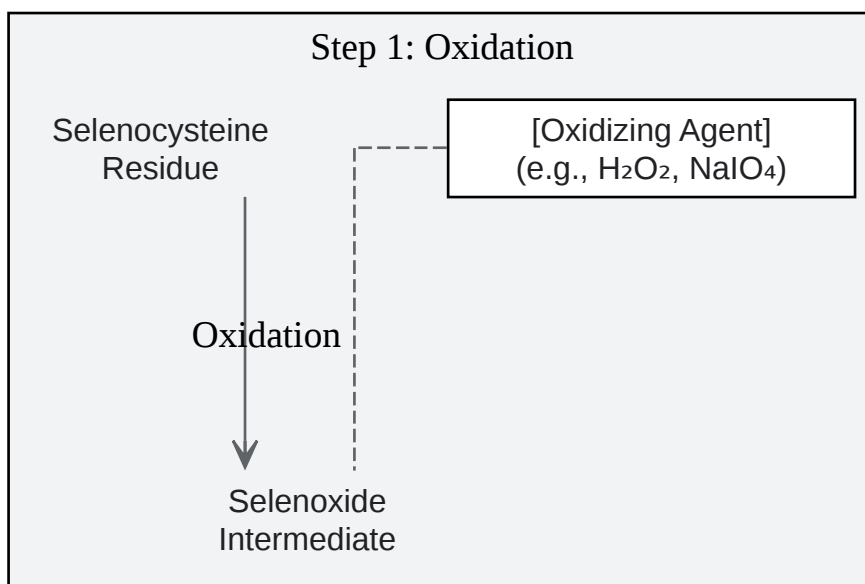 Step 1: Oxidation
Selenocysteine
Residue
[Oxidizing Agent]
(e.g., H₂O₂, NaIO₄)
Oxidation
Selenoxide
Intermediate